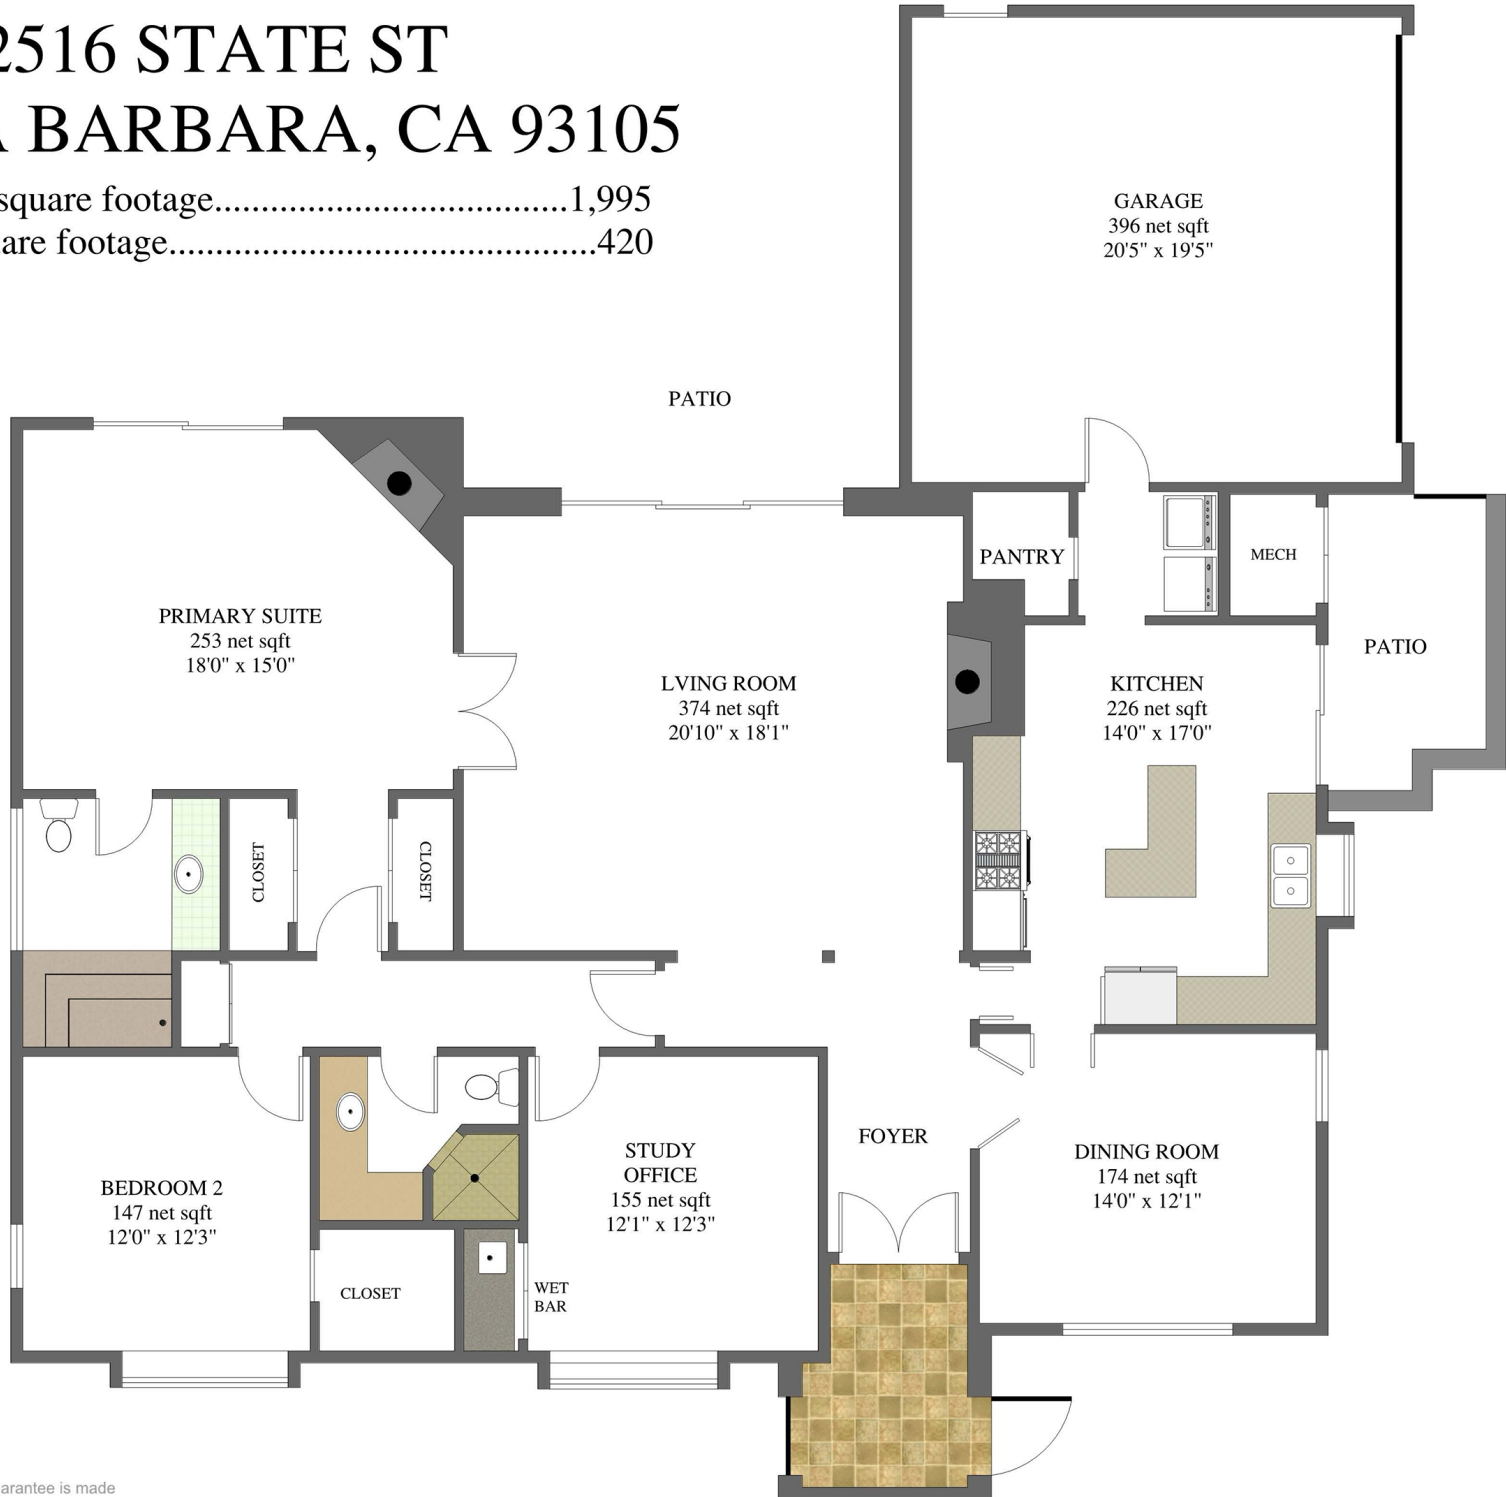 2516 STATE ST
A BARBARA, CA 93105
square footage......................................1,995
are footage..............................................420
GARAGE
396 net sqft
20'5" x 19'5"
PATIO
PANTRY
MECH
PRIMARY SUITE
253 net sqft
18'0" x 15'0"
PATIO
LVING ROOM
374 net sqft
20'10" x 18'1"
KITCHEN
226 net sqft
14'0" x 17'0"
CLOSET
CLOSET
FOYER
STUDY
OFFICE
155 net sqft
12'1" x 12'3"
DINING ROOM
174 net sqft
14'0" x 12'1"
BEDROOM 2
147 net sqft
12'0" x 12'3"
CLOSET
WET
BAR
arantee is made